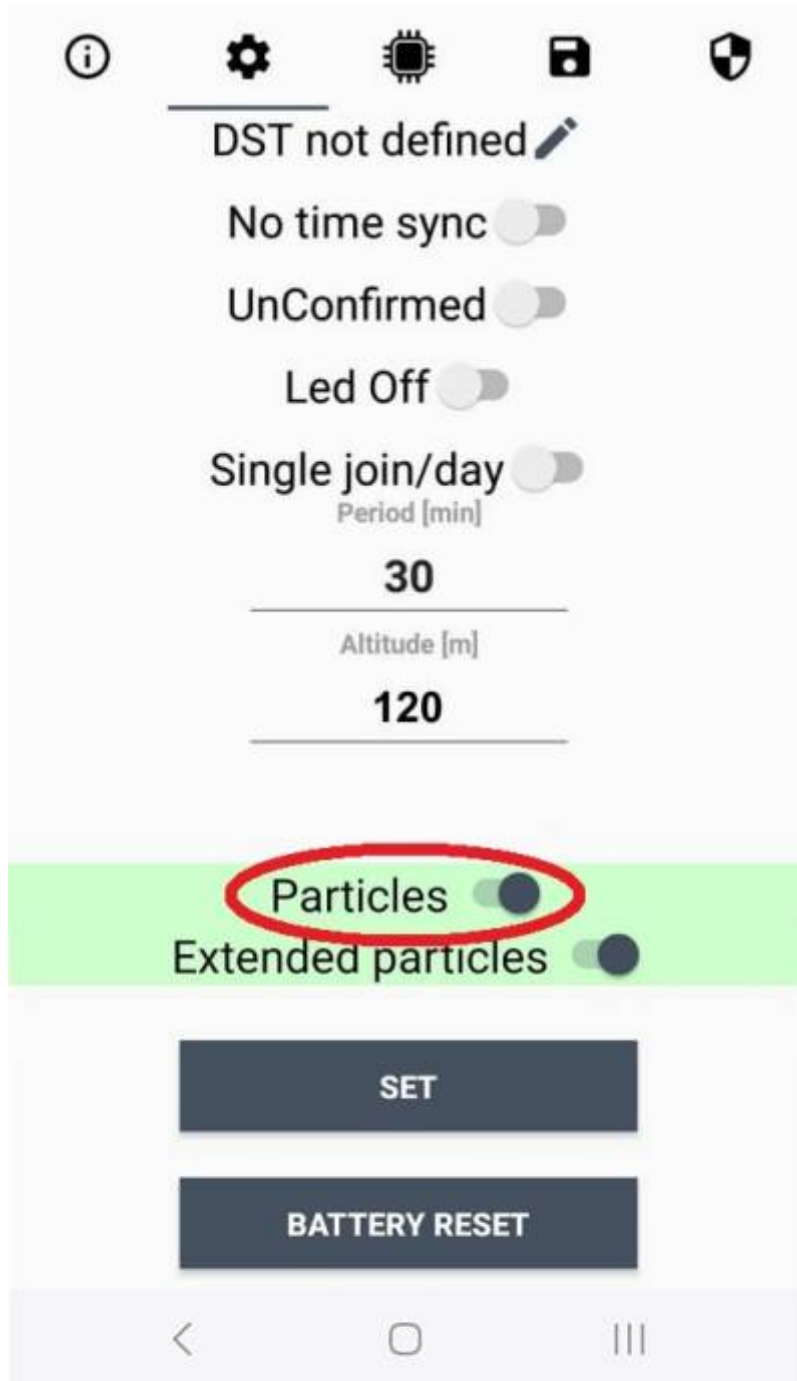 DST not defined
No time sync
UnConfirmed
Led Off
Single join/day
Period [min]
30
Altitude [m]
120
Particles
Extended particles
SET
BATTERY RESET